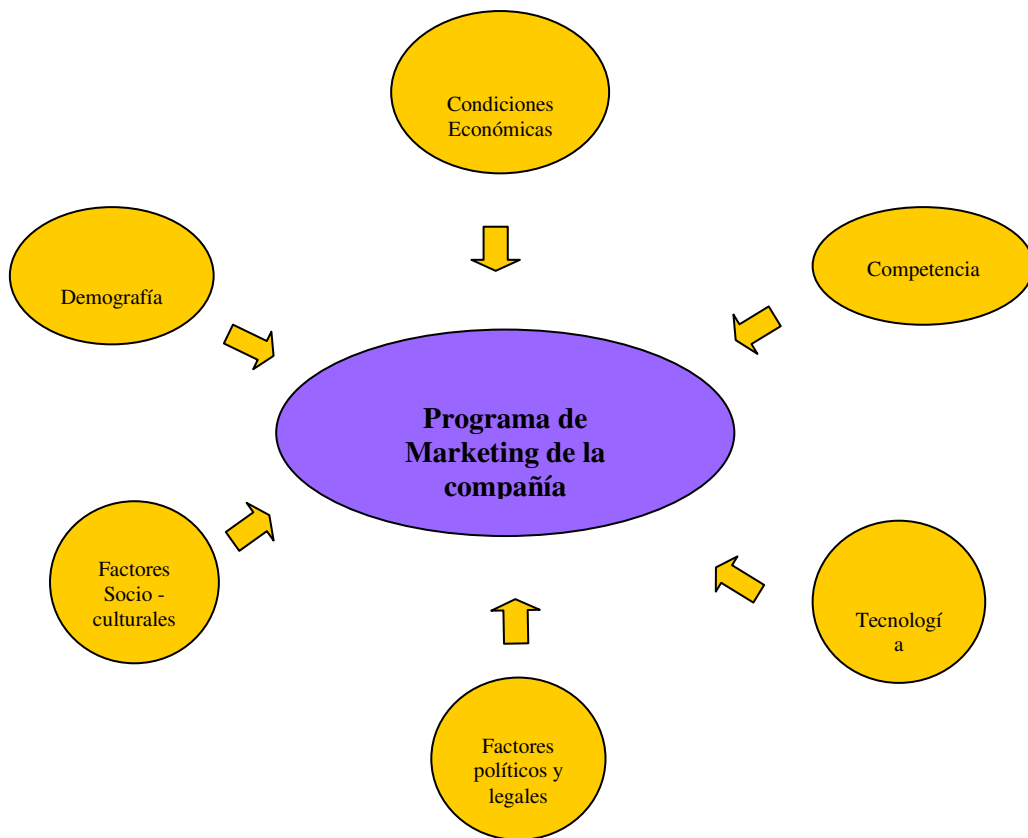 Condiciones
Económicas
Demografía
Competencia
Programa de
Marketing de la
compañía
Factores
Socio -
culturales
Tecnologí
a
Factores
políticos y
legales